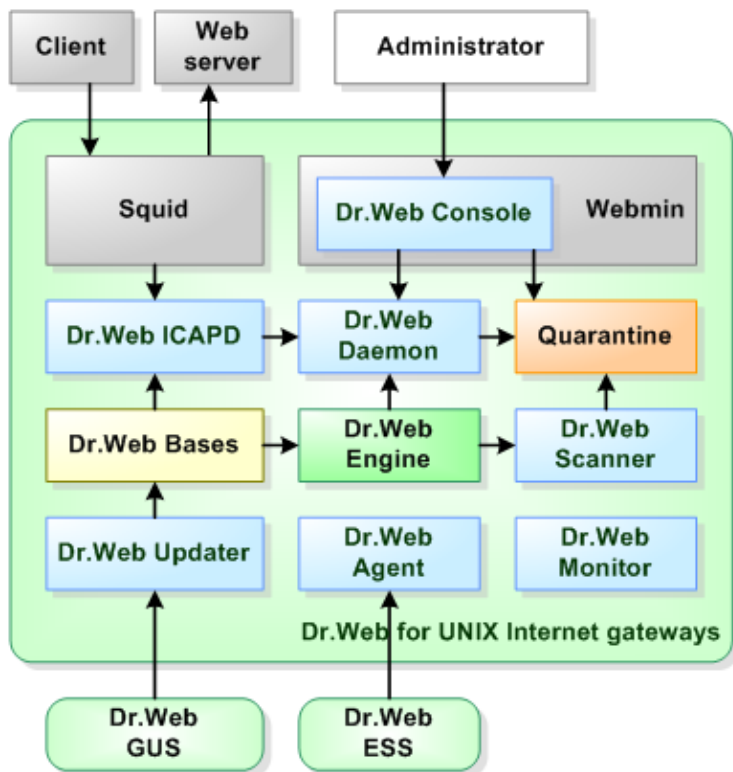 Client
Web
server
Administrator
Squid
Dr.Web Console
Webmin
Dr.Web ICAPD
Dr.Web
Daemon
Quarantine
Dr.Web Bases
Dr.Web
Engine
Dr.Web
Scanner
Dr.Web Updater
Dr.Web
Agent
Dr.Web
Monitor
Dr.Web for UNIX Internet gateways
Dr.Web
GUS
Dr.Web
ESS